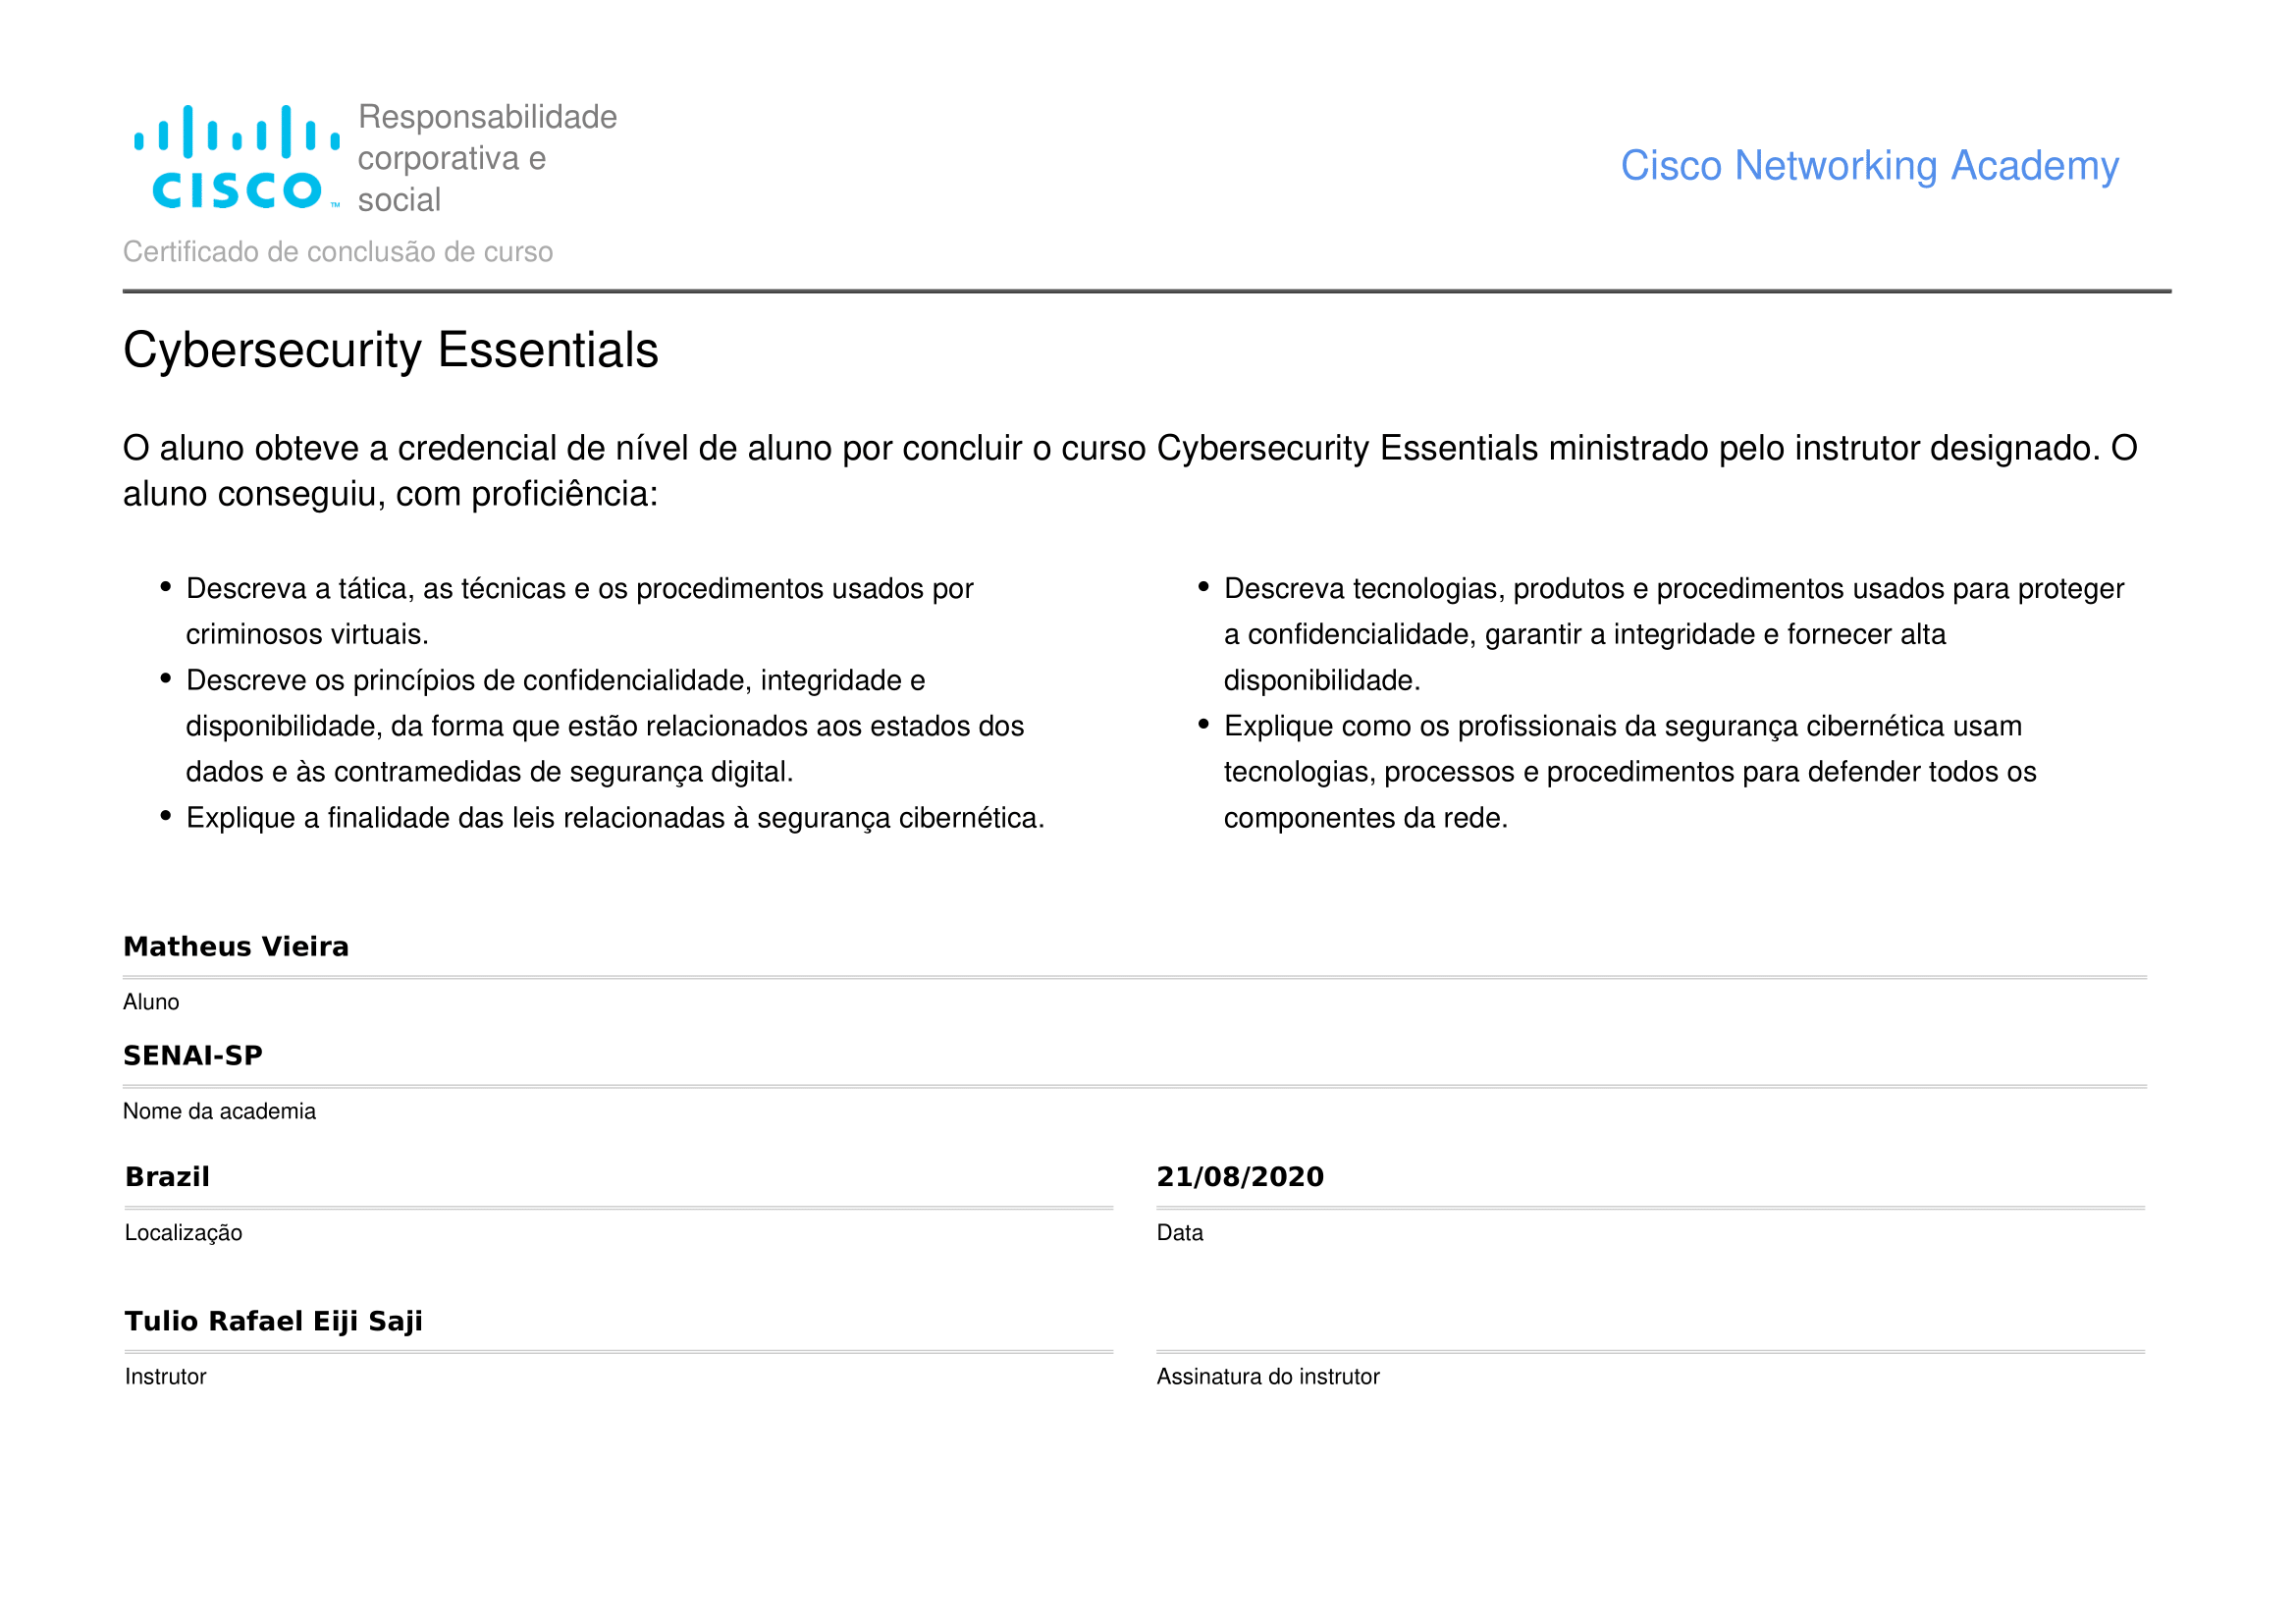 CISCO™
Responsabilidade
corporativa e
social
Cisco Networking Academy
Certificado de conclusão de curso
Cybersecurity Essentials
O aluno obteve a credencial de nível de aluno por concluir o curso Cybersecurity Essentials ministrado pelo instrutor designado. O
aluno conseguiu, com proficiência:
• Descreva a tática, as técnicas e os procedimentos usados por
criminosos virtuais.
• Descreve os princípios de confidencialidade, integridade e
disponibilidade, da forma que estão relacionados aos estados dos
dados e às contramedidas de segurança digital.
• Explique a finalidade das leis relacionadas à segurança cibernética.
• Descreva tecnologias, produtos e procedimentos usados para proteger
a confidencialidade, garantir a integridade e fornecer alta
disponibilidade.
• Explique como os profissionais da segurança cibernética usam
tecnologias, processos e procedimentos para defender todos os
componentes da rede.
Matheus Vieira
Aluno
SENAI-SP
Nome da academia
Brazil
Localização
21/08/2020
Data
Tulio Rafael Eiji Saji
Instrutor
Assinatura do instrutor